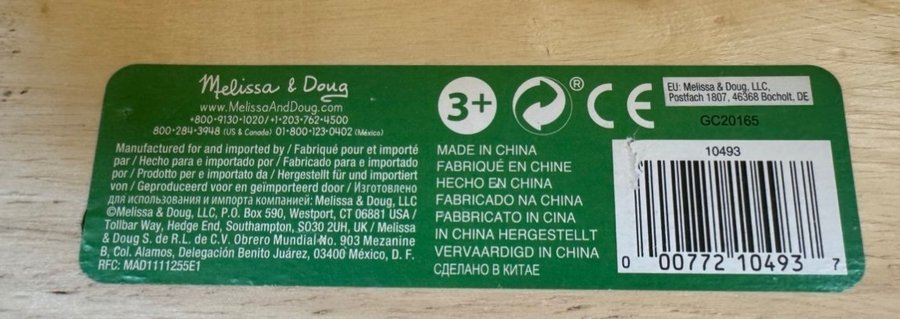 Melissa & Doug
www.MelissaAndDoug.com
+800-9130-1020/+1-203-762-4500
800-284-3948 (US & Canada) 01-800-123-0402 (México)
Manufactured for and imported by / Fabriqué pour et importé
par / Hecho para e importado por / Fabricado para e importado
por / Prodotto per e importato da / Hergestellt für und importiert
von / Geproduceerd voor en geïmporteerd door / Изготовлено
для использования и импорта компанией: Melissa & Doug, LLC
©Melissa & Doug, LLC, P.O. Box 590, Westport, CT 06881 USA /
Tollbar Way, Hedge End, Southampton, SO30 2UH, UK / Melissa
& Doug S. de R.L. de C.V. Obrero Mundial No. 903 Mezanine
B, Col. Alamos, Delegación Benito Juárez, 03400 México, D. F.
RFC: MAD1111255E1
3+
®
CE
MADE IN CHINA
FABRIQUÉ EN CHINE
HECHO EN CHINA
FABRICADO NA CHINA
FABBRICATO IN CINA
IN CHINA HERGESTELLT
VERVAARDIGD IN CHINA
СДЕЛАНО В КИТАЕ
EU: Melissa & Doug, LLC,
Postfach 1807, 46368 Bocholt. DE
GC20165
10493
0 00772 10493 7